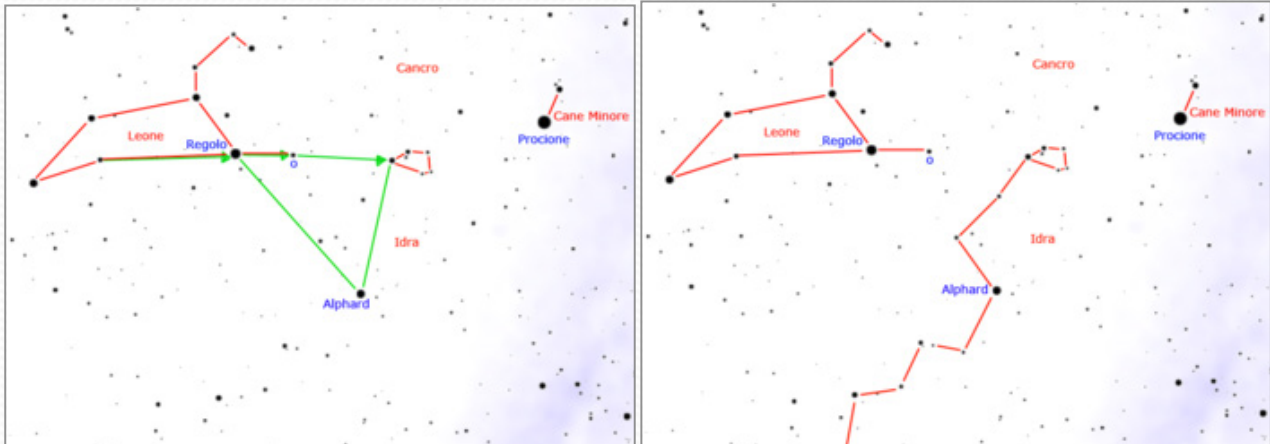 Cancro
Cane Minore
Procione
Leone
Regolo
o
Idra
Alphard
Cancro
Cane Minore
Procione
Leone
Regolo
o
Idra
Alphard